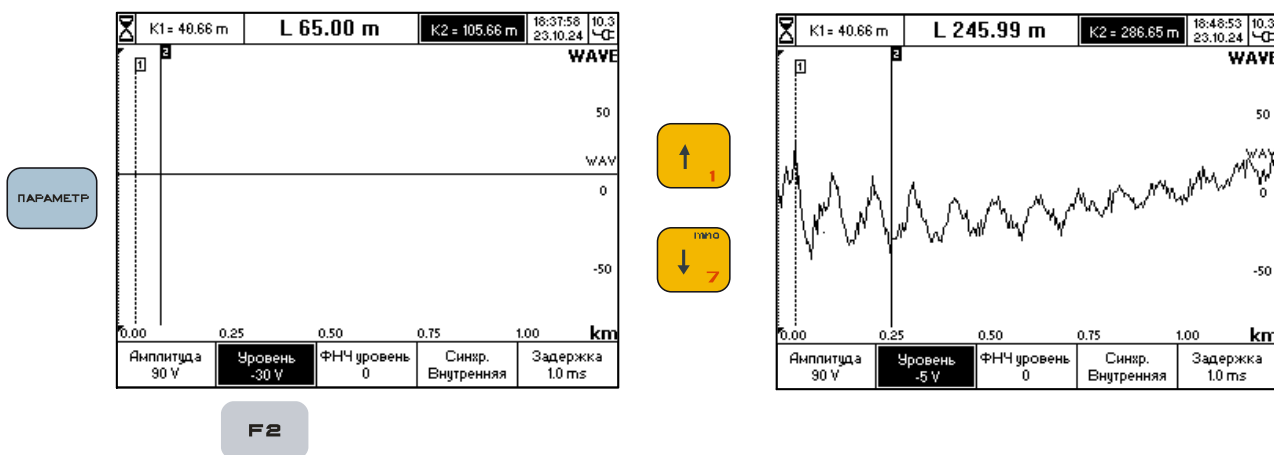 ПАРАМЕТР
K1= 40.66 m
L 65.00 m
K2 = 105.66 m
18:37:58
23.10.24
10.3
1
2
WAVE
50
WAV
0
-50
0.00 0.25 0.50 0.75 1.00 km
Амплитуда
90 V
Уровень
-30 V
ФНЧ уровень
0
Синхр.
Внутренняя
Задержка
1.0 ms
F2
1
7
K1= 40.66 m
L 245.99 m
K2 = 286.65 m
18:48:53
23.10.24
10.3
1
2
WAVE
50
WAV
0
-50
0.00 0.25 0.50 0.75 1.00 km
Амплитуда
90 V
Уровень
-5 V
ФНЧ уровень
0
Синхр.
Внутренняя
Задержка
1.0 ms